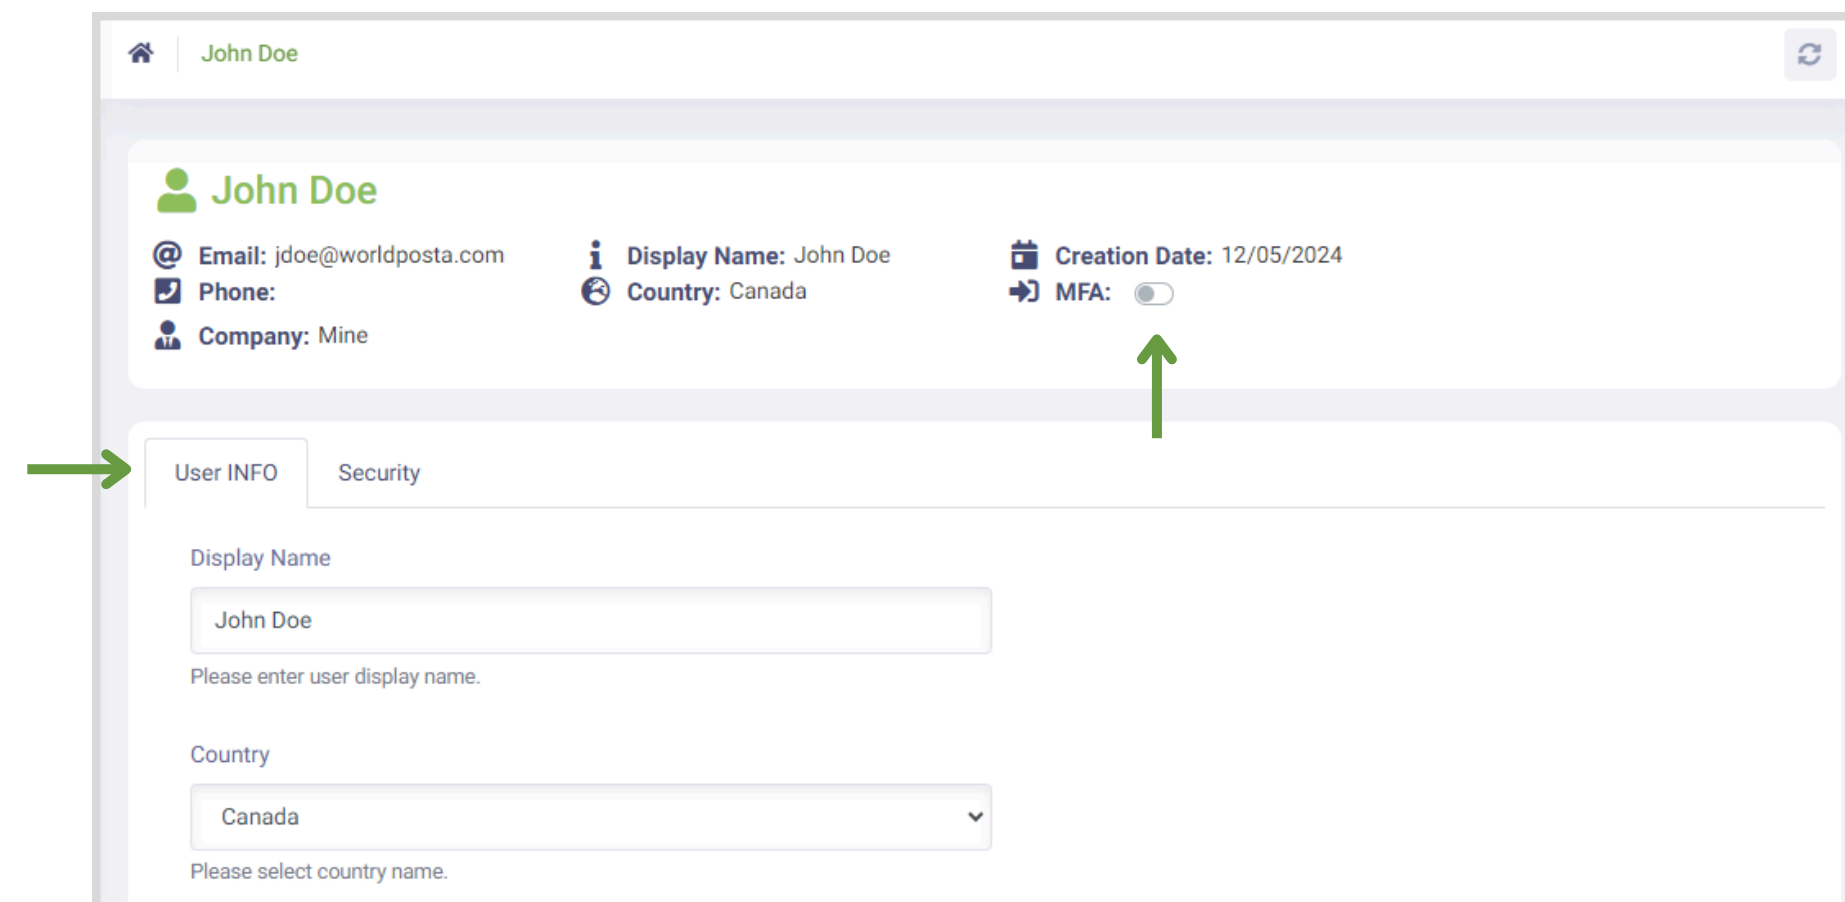 John Doe
John Doe
Email: jdoe@worldposta.com Display Name: John Doe Creation Date: 12/05/2024
Phone: Country: Canada MFA:
Company: Mine
User INFO Security
Display Name
John Doe
Please enter user display name.
Country
Canada
Please select country name.